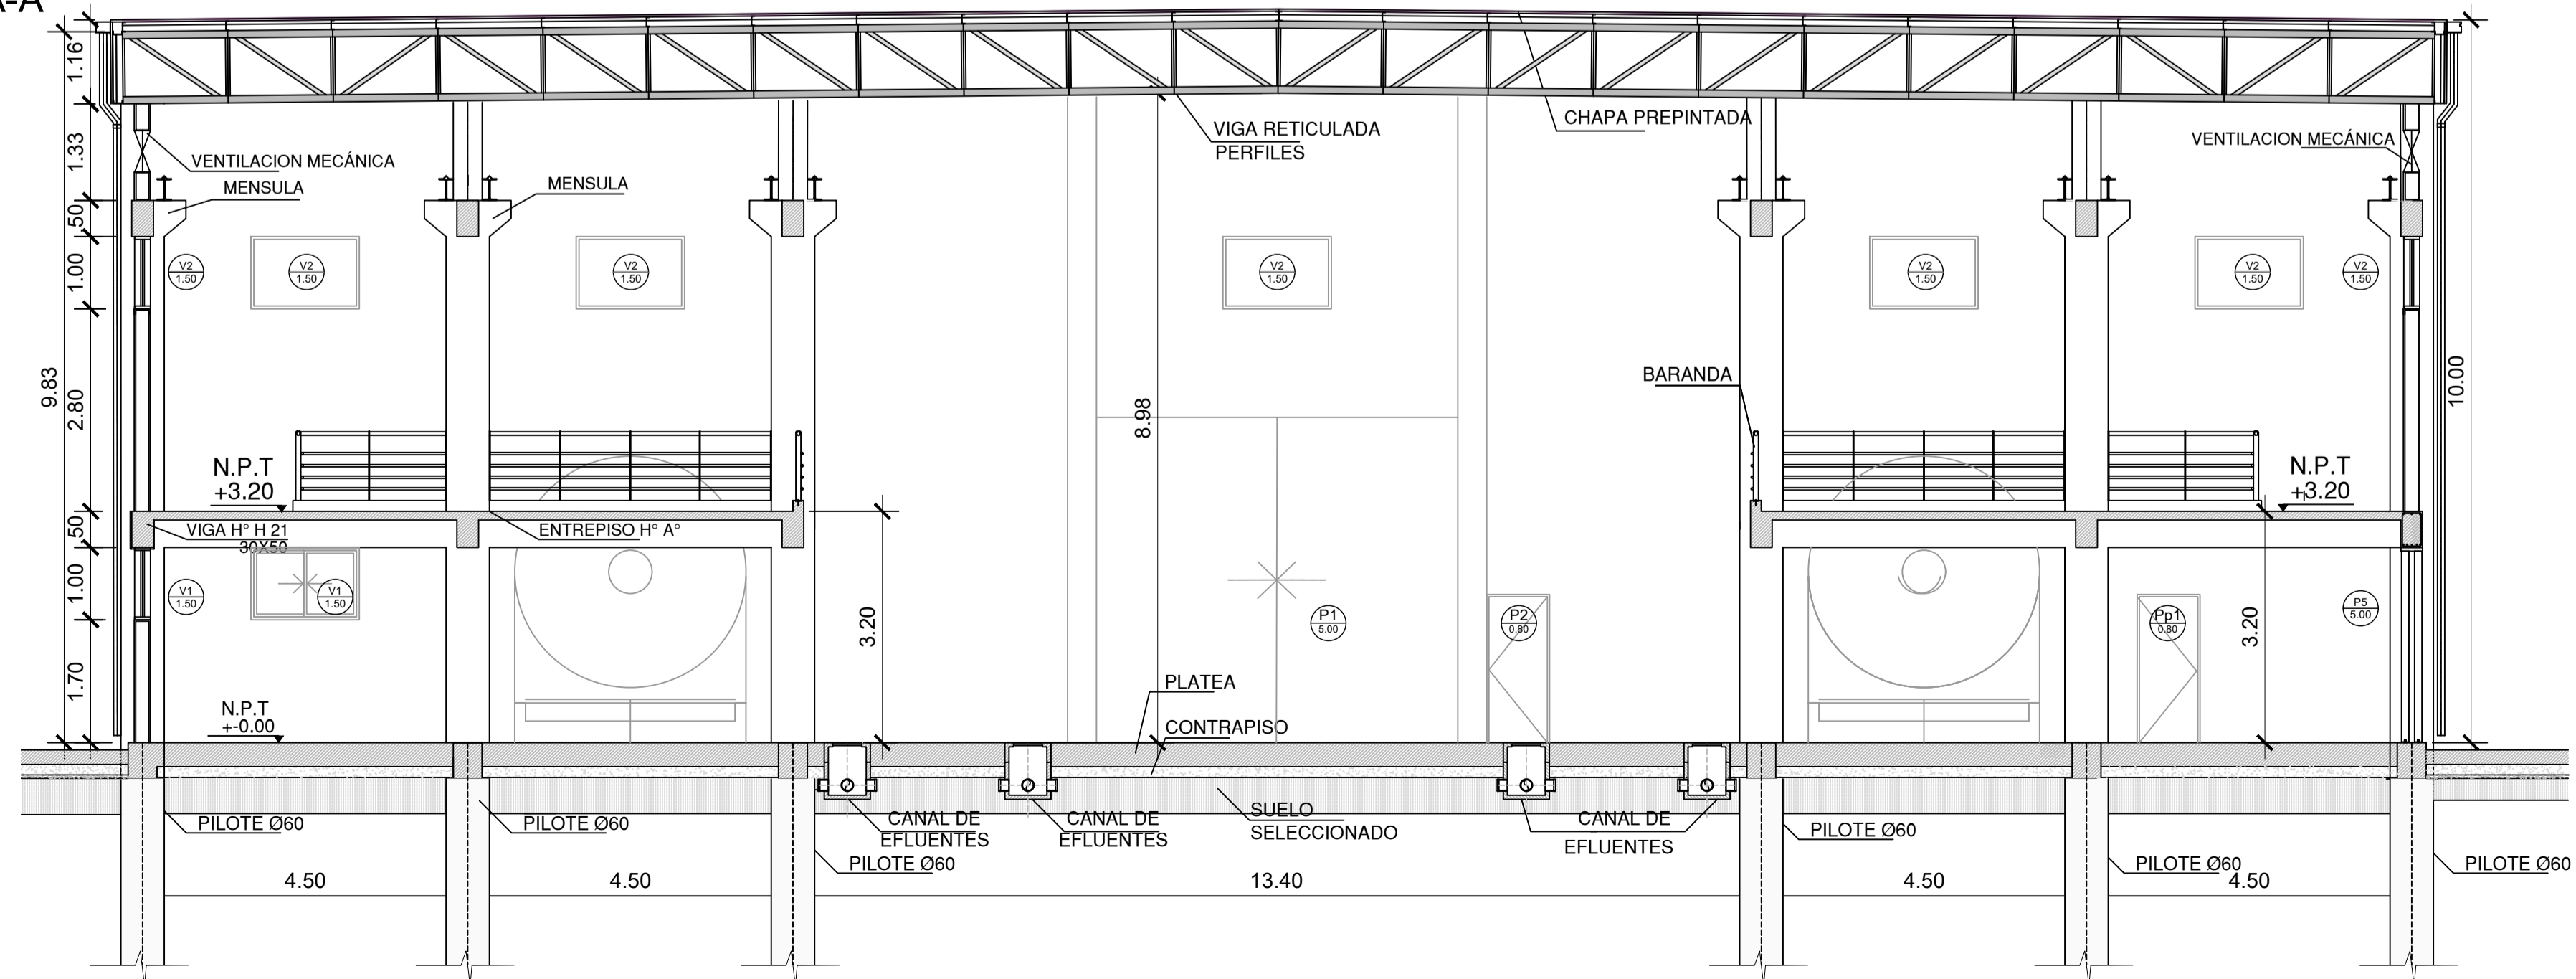 A-A
1.16
CHAPA PREPINTADA
VIGA RETICULADA
PERFILES
VENTILACION MECÁNICA
VENTILACION MECÁNICA
1.33
MENSULA
MENSULA
50
V2
1.50
V2
1.50
V2
1.50
V2
1.50
V2
1.50
V2
1.50
V2
1.50
1.00
9.83
2.80
8.98
BARANDA
10.00
N.P.T
+3.20
N.P.T
+3.20
50
VIGA H° H 21
30X50
ENTREPISO H° A°
1.00
V1
1.50
V1
1.50
3.20
P1
5.00
P2
0.80
Pp1
0.80
3.20
P5
5.00
1.70
N.P.T
+-0.00
PLATEA
CONTRAPISO
PILOTE Ø60
PILOTE Ø60
CANAL DE
EFLUENTES
CANAL DE
EFLUENTES
SUELO
SELECCIONADO
CANAL DE
EFLUENTES
PILOTE Ø60
PILOTE Ø60
PILOTE Ø60
PILOTE Ø60
4.50
4.50
13.40
4.50
4.50